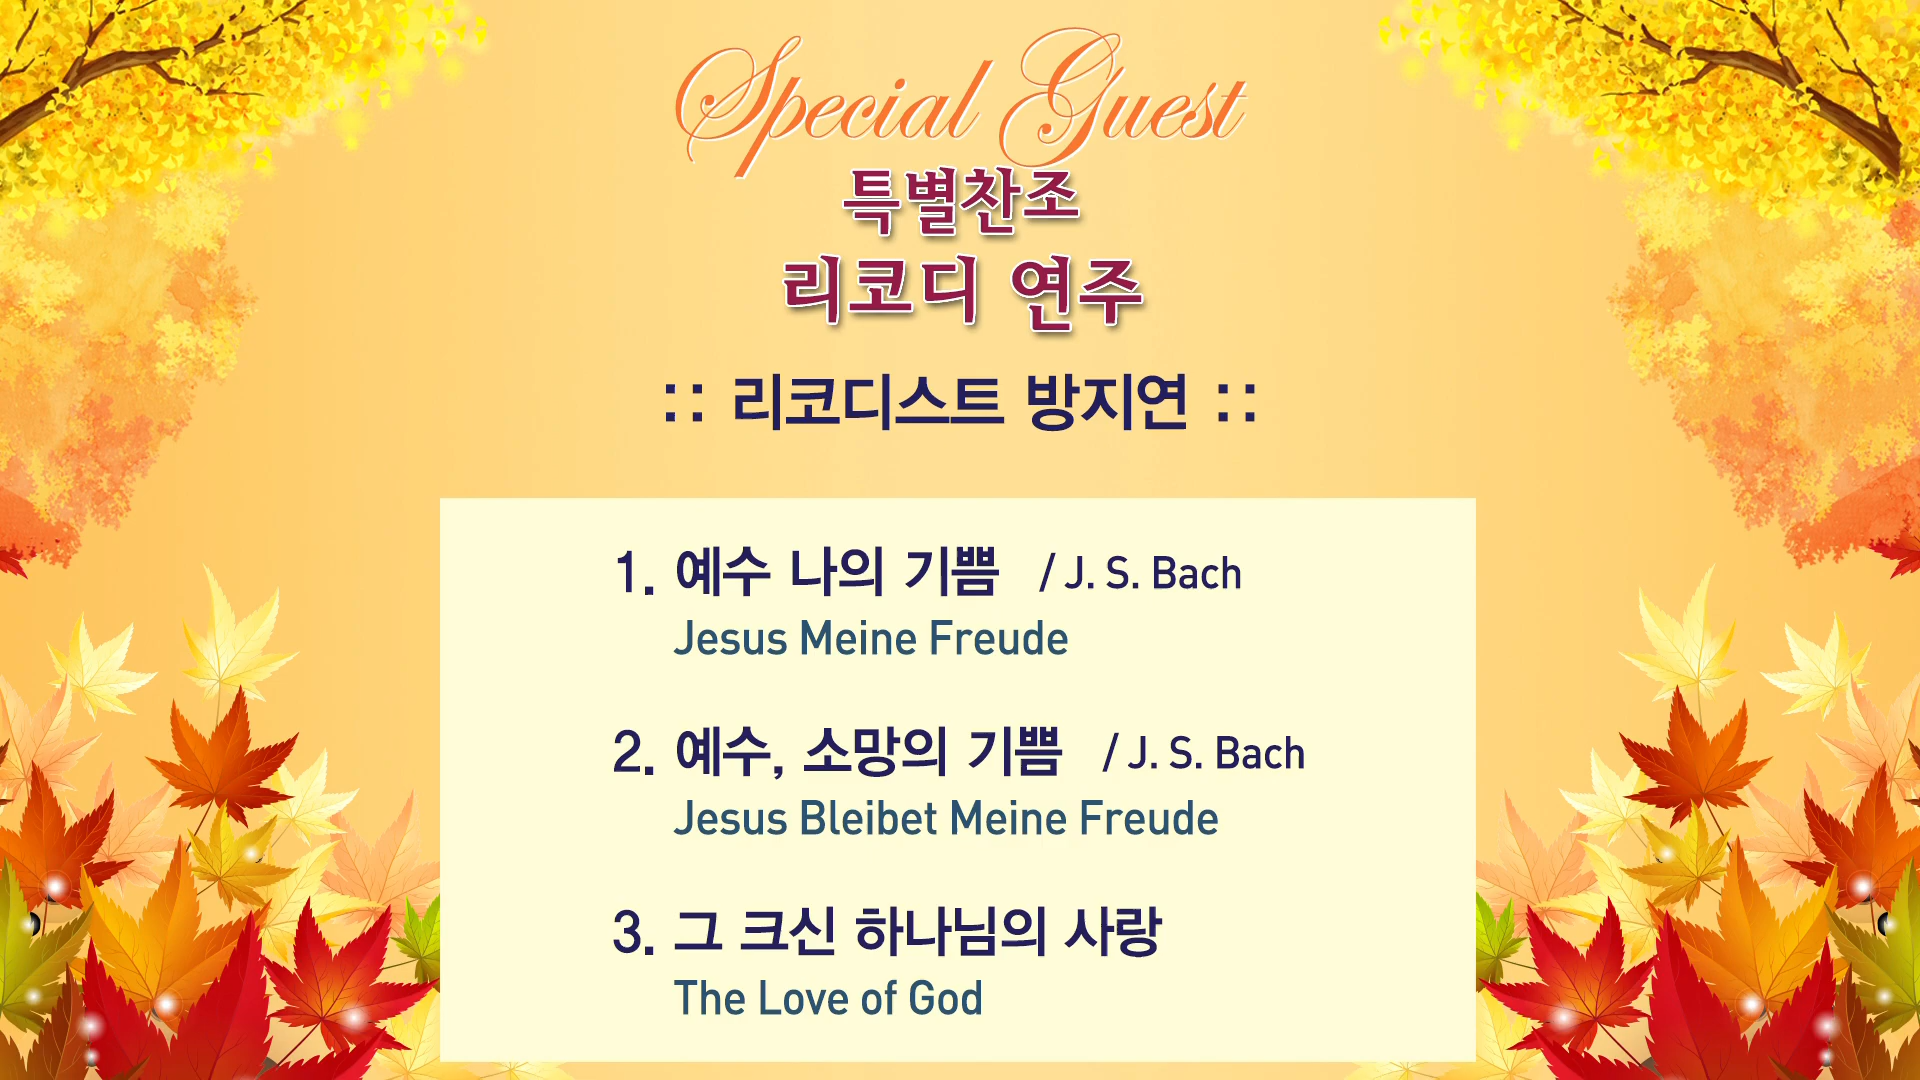 Special Guest
특별찬조
리코디 연주
:: 리코디스트 방지연 ::
1. 예수 나의 기쁨 / J. S. Bach
Jesus Meine Freude
2. 예수, 소망의 기쁨 / J. S. Bach
Jesus Bleibet Meine Freude
3. 그 크신 하나님의 사랑
The Love of God